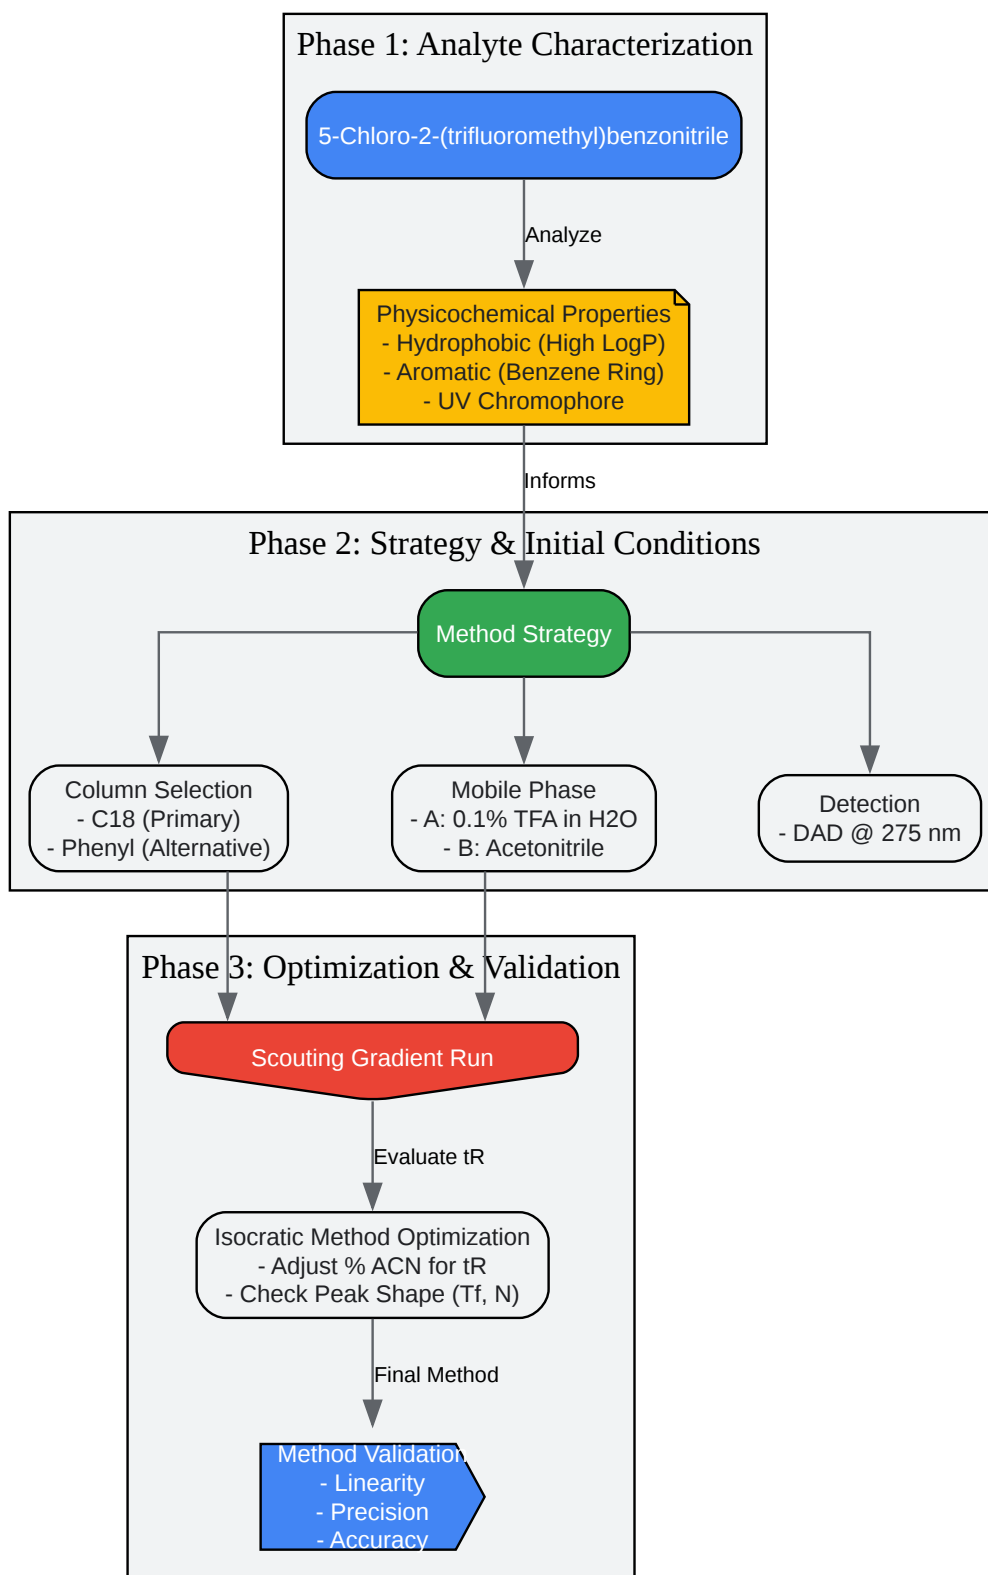 Phase 1: Analyte Characterization
5-Chloro-2-(trifluoromethyl)benzonitrile
Analyze
Physicochemical Properties
- Hydrophobic (High LogP)
- Aromatic (Benzene Ring)
- UV Chromophore
Informs
Phase 2: Strategy & Initial Conditions
Method Strategy
Column Selection
- C18 (Primary)
- Phenyl (Alternative)
Mobile Phase
- A: 0.1% TFA in H2O
- B: Acetonitrile
Detection
- DAD @ 275 nm
Phase 3: Optimization & Validation
Scouting Gradient Run
Evaluate tR
Isocratic Method Optimization
- Adjust % ACN for tR
- Check Peak Shape (Tf, N)
Final Method
Method Validation
- Linearity
- Precision
- Accuracy